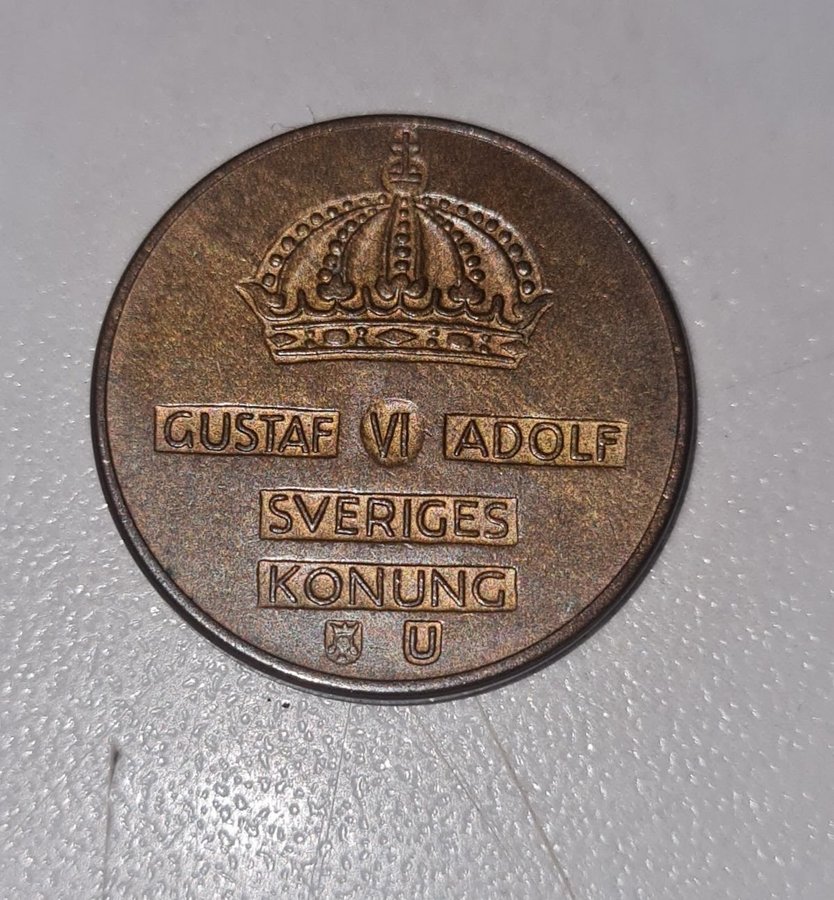 GUSTAF VI ADOLF
SVERIGES
KONUNG
U